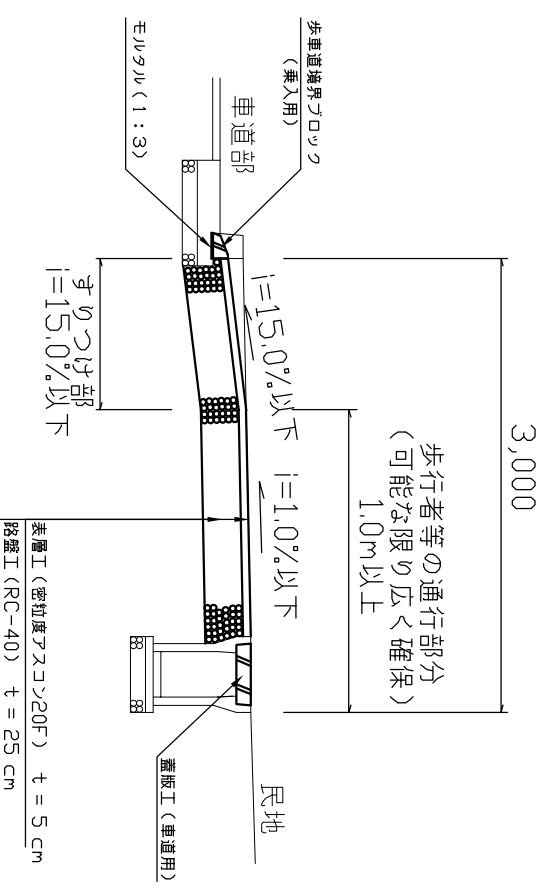 3,000
歩行者等の通行部分
(可能な限り広く確保)
1.0m以上
歩車道境界ブロック
(乗入用)
車道部
モルタル(1:3)
i=15.0%以下
i=1.0%以下
民地
すりつけ部
i=15.0%以下
蓋版工(車道用)
表層工(密粒度アスコン20F) t=5cm
路盤工(RC-40) t=25cm